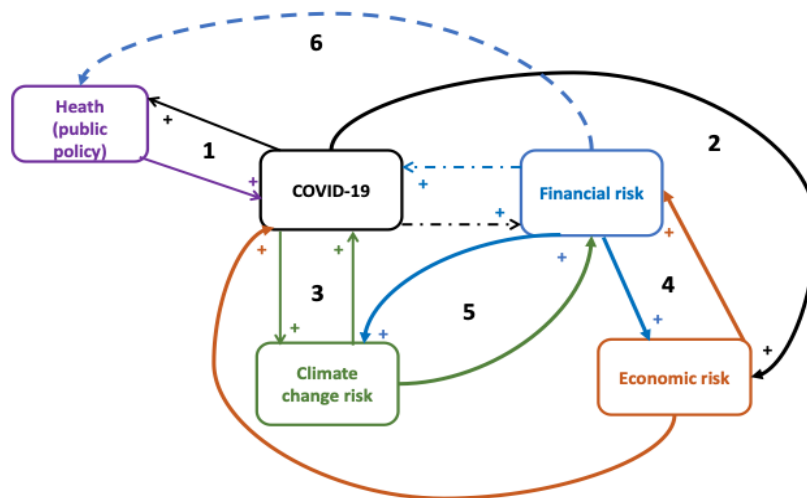 6
Heath
(public
policy)
+
1
2
+
COVID-19
+
Financial risk
+
+
+
+
+
3
5
4
+
+
+
+
Climate
change risk
Economic risk